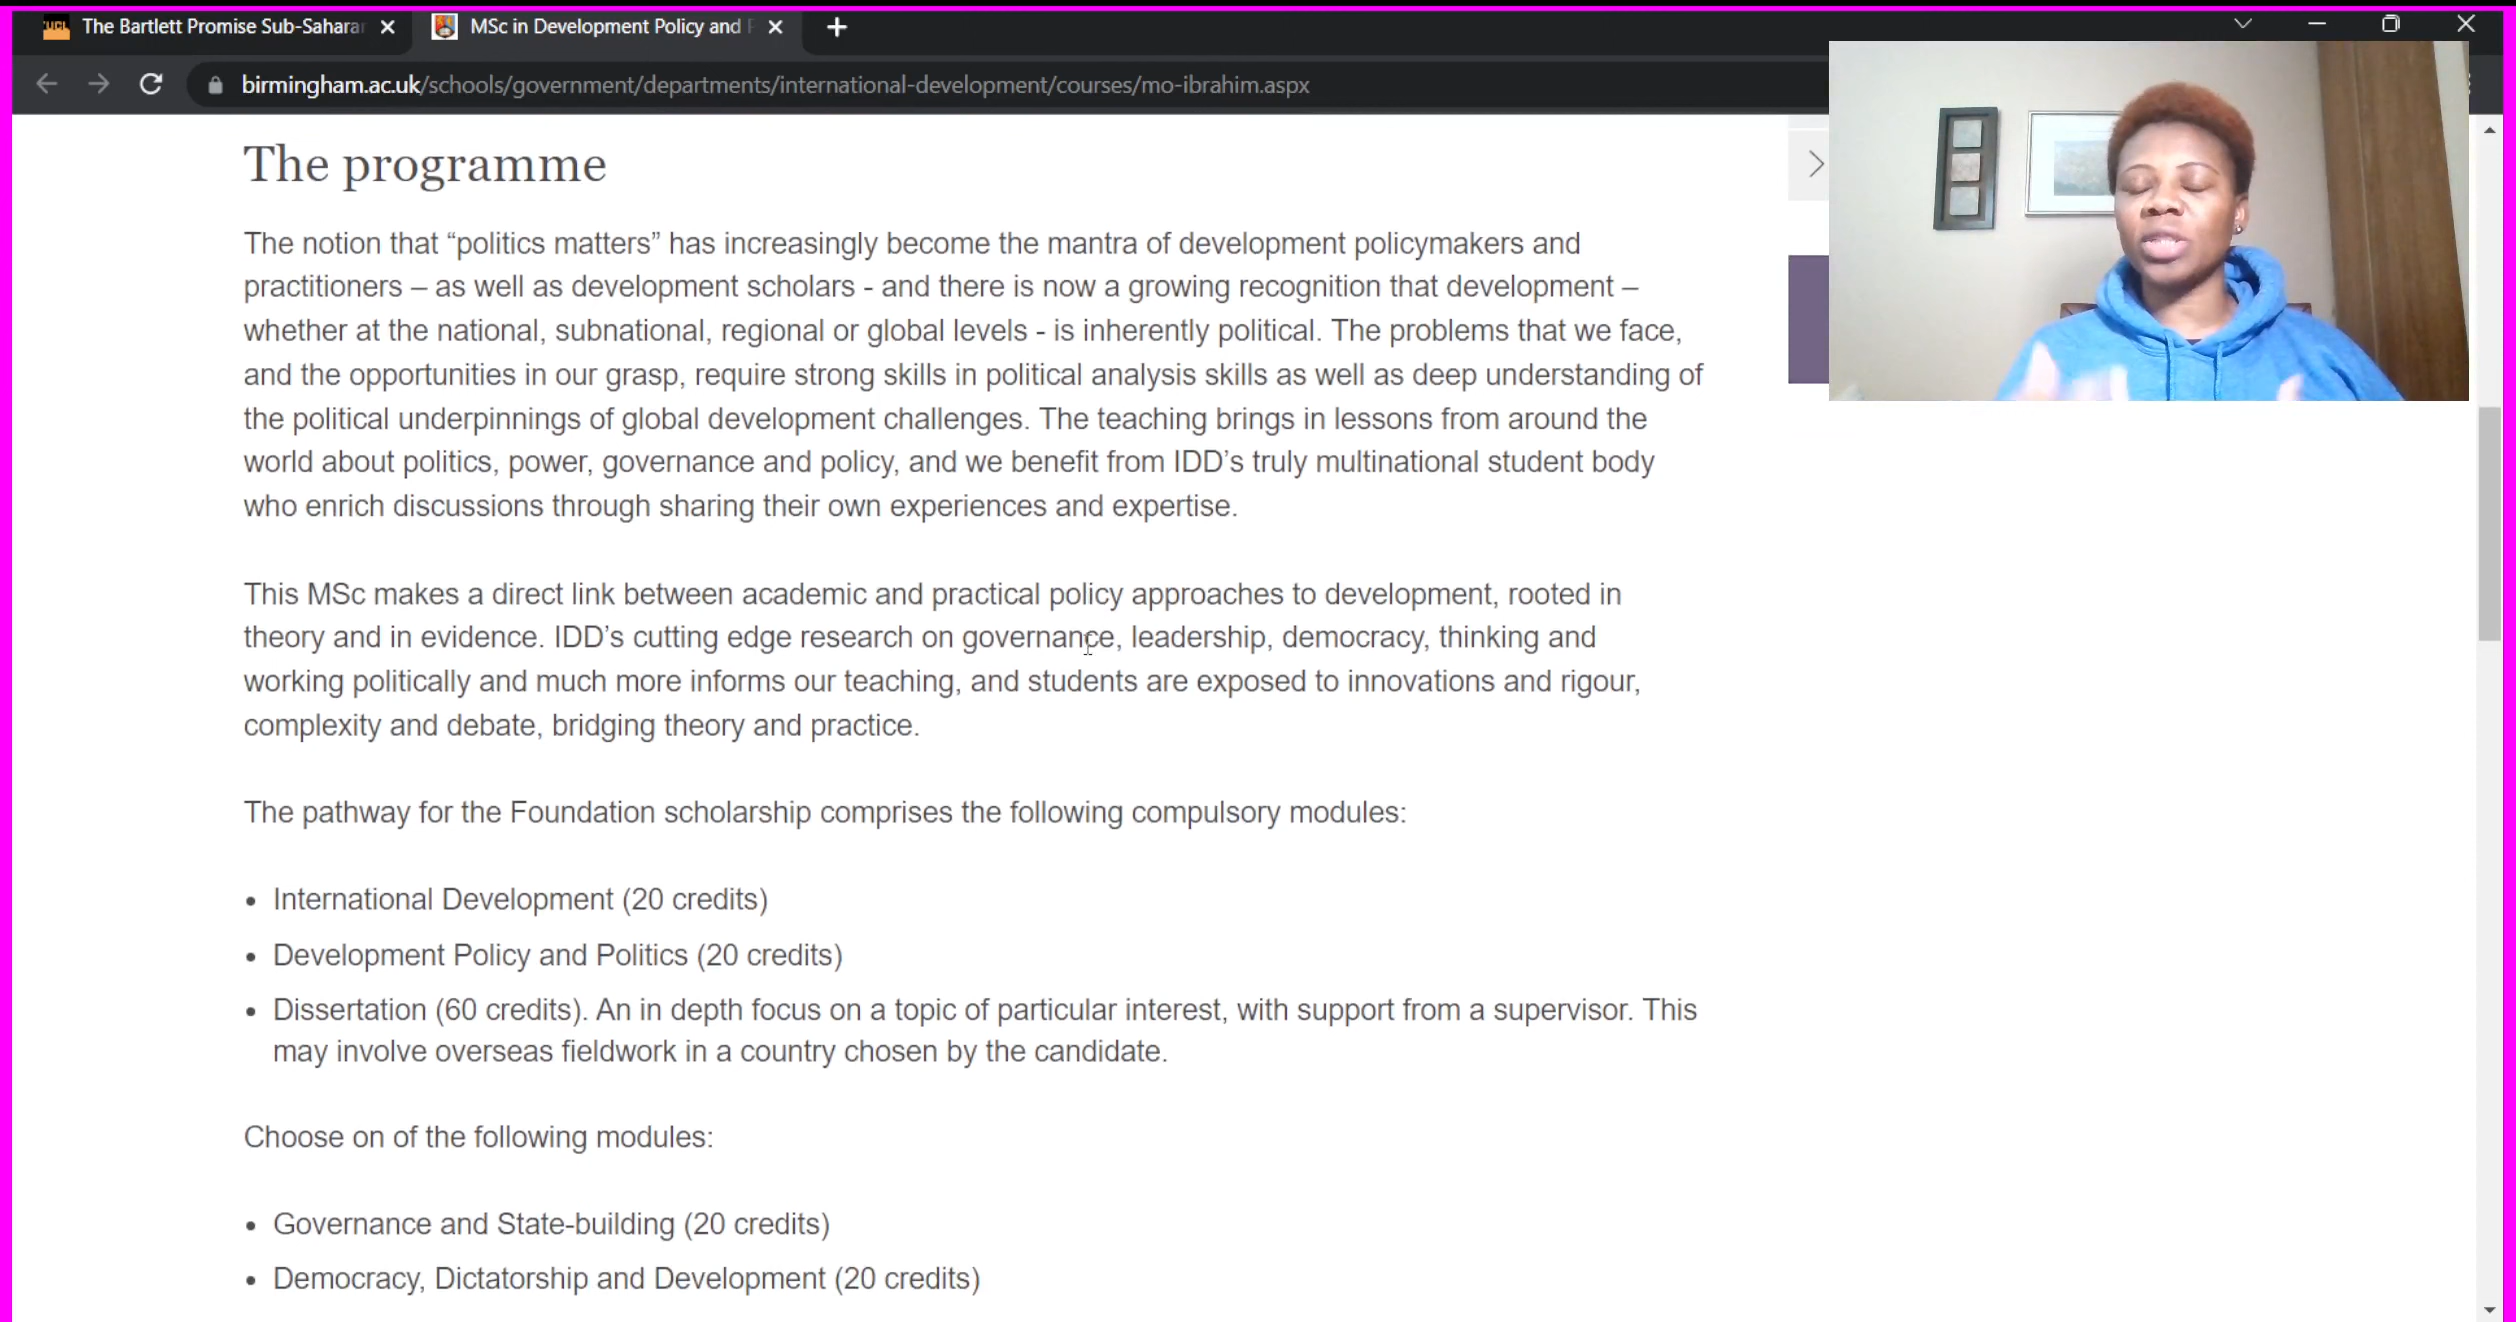 The Bartlett Promise Sub-Sahara
MSc in Development Policy and
birmingham.ac.uk/schools/government/departments/international-development/courses/mo-ibrahim.aspx
The programme
The notion that “politics matters” has increasingly become the mantra of development policymakers and
practitioners – as well as development scholars - and there is now a growing recognition that development –
whether at the national, subnational, regional or global levels - is inherently political. The problems that we face,
and the opportunities in our grasp, require strong skills in political analysis skills as well as deep understanding of
the political underpinnings of global development challenges. The teaching brings in lessons from around the
world about politics, power, governance and policy, and we benefit from IDD’s truly multinational student body
who enrich discussions through sharing their own experiences and expertise.
This MSc makes a direct link between academic and practical policy approaches to development, rooted in
theory and in evidence. IDD’s cutting edge research on governance, leadership, democracy, thinking and
working politically and much more informs our teaching, and students are exposed to innovations and rigour,
complexity and debate, bridging theory and practice.
The pathway for the Foundation scholarship comprises the following compulsory modules:
• International Development (20 credits)
• Development Policy and Politics (20 credits)
• Dissertation (60 credits). An in depth focus on a topic of particular interest, with support from a supervisor. This
may involve overseas fieldwork in a country chosen by the candidate.
Choose on of the following modules:
• Governance and State-building (20 credits)
• Democracy, Dictatorship and Development (20 credits)